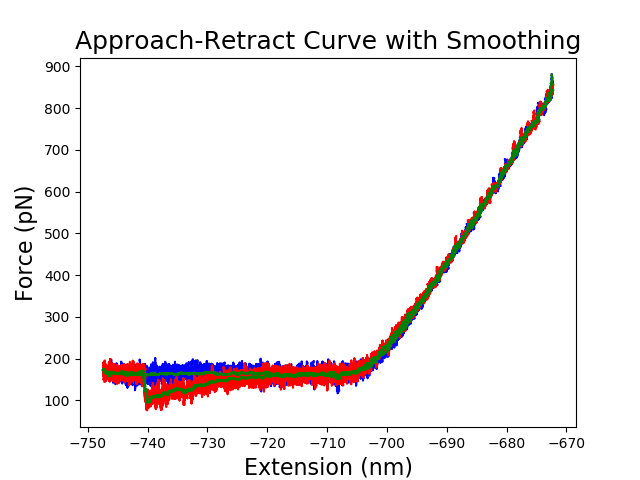 Approach-Retract Curve with Smoothing
900
800
700
600
500
400
300
200
100
Force (pN)
−750 −740 −730 −720 −710 −700 −690 −680 −670
Extension (nm)